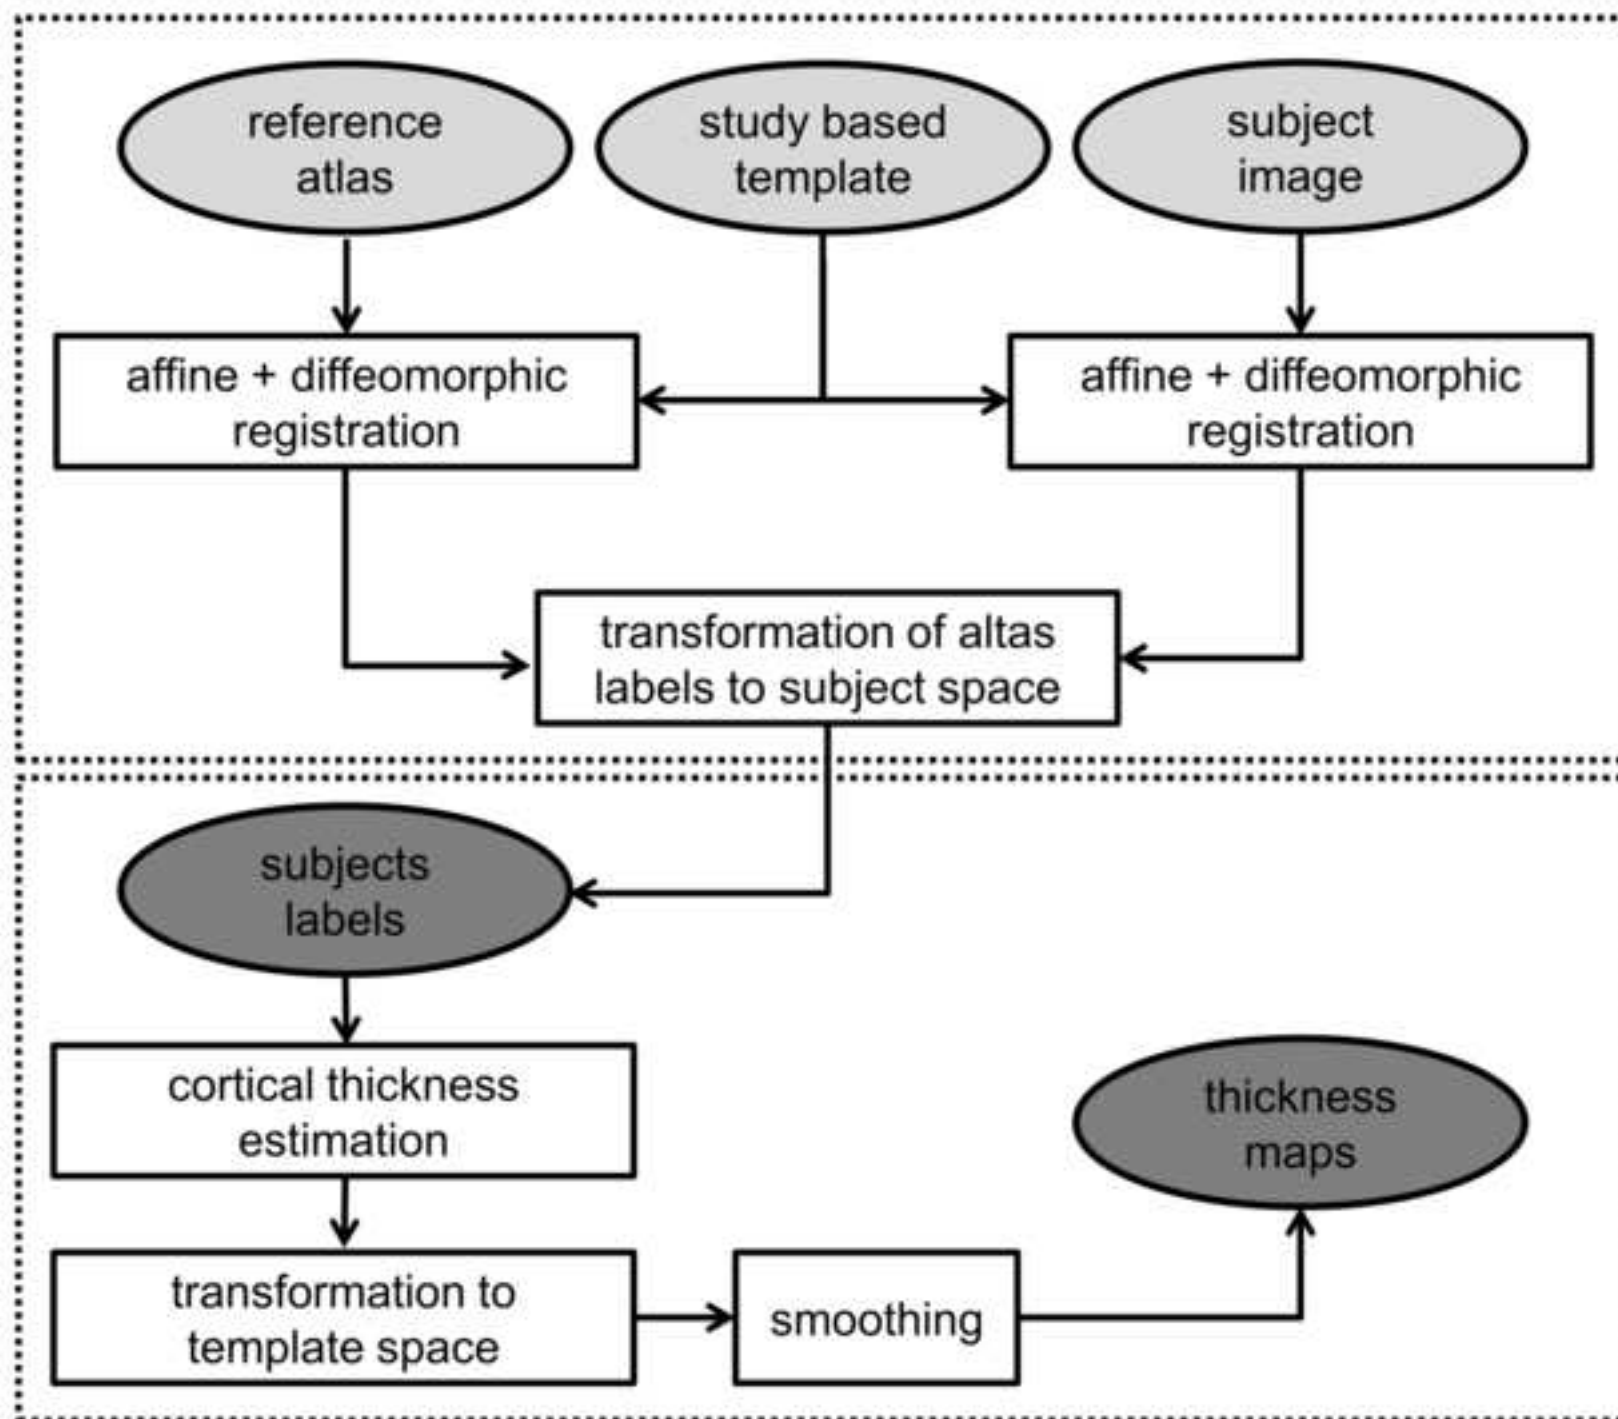 reference
atlas
study based
template
subject
image
affine + diffeomorphic
registration
affine + diffeomorphic
registration
transformation of altas
labels to subject space
subjects
labels
cortical thickness
estimation
thickness
maps
transformation to
template space
smoothing